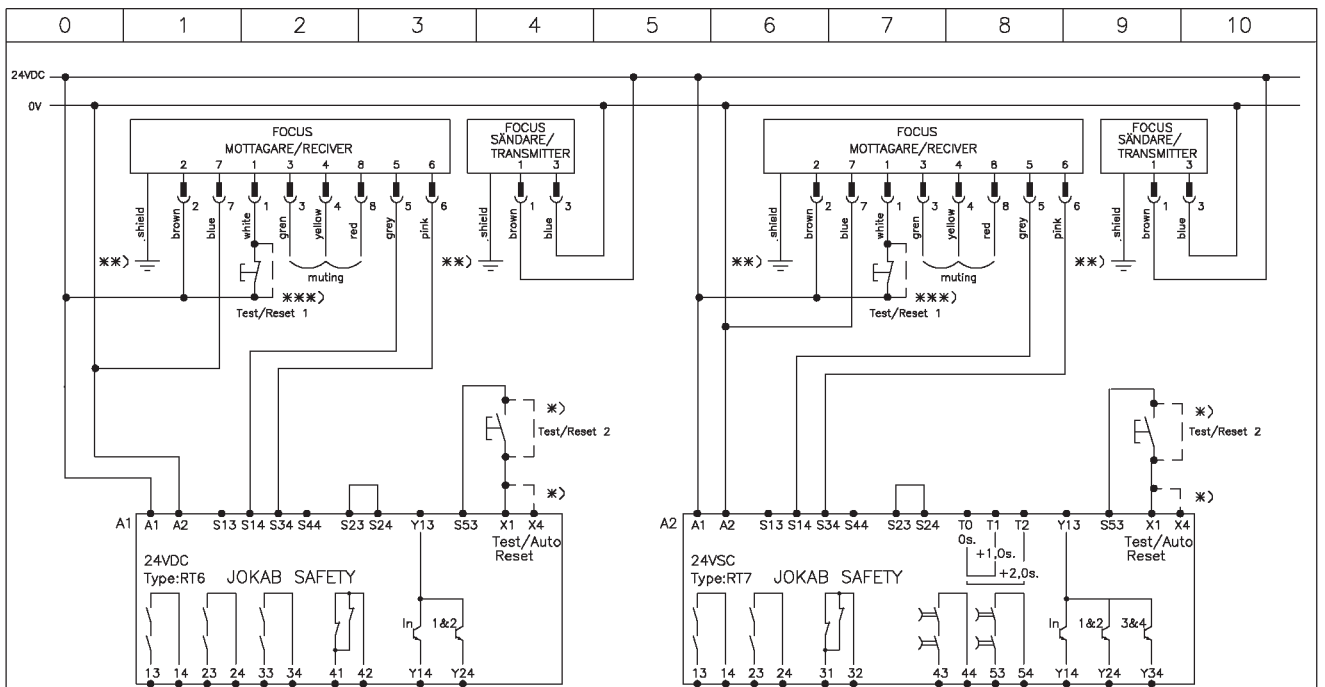 0 1 2 3 4 5 6 7 8 9 10
24VDC
0V
FOCUS
MOTTAGARE/RECIVER
2 7 1 3 4 8 5 6
FOCUS
SÄNDARE/
TRANSMITTER
1 3
FOCUS
MOTTAGARE/RECIVER
2 7 1 3 4 8 5 6
FOCUS
SÄNDARE/
TRANSMITTER
1 3
.shield brown 2 blue 7 white 1 gren 3 yellow 4 red 8 grey 5 pink 6
.shield brown 1 blue 3
.shield brown 2 blue 7 white 1 gren 3 yellow 4 red 8 grey 5 pink 6
.shield brown 1 blue 3
**) muting **) **) muting **)
***) ***)
Test/Reset 1 Test/Reset 1
*) *)
Test/Reset 2 Test/Reset 2
*) *)
A1 A1 A2 S13 S14 S34 S44 S23 S24 Y13 S53 X1 X4
Test/Auto
Reset
24VDC
Type:RT6 JOKAB SAFETY
In 1&2
13 14 23 24 33 34 41 42 Y14 Y24
A2 A1 A2 S13 S14 S34 S44 S23 S24 T0 T1 T2 Y13 S53 X1 X4
0s.
+1,0s.
+2,0s.
Test/Auto
Reset
24VSC
Type:RT7 JOKAB SAFETY
In 1&2 3&4
13 14 23 24 31 32 43 44 53 54 Y14 Y24 Y34